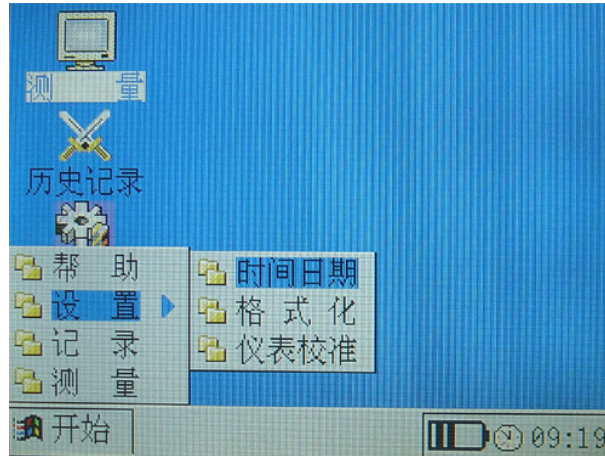 测 量
历史记录
帮 助
设 置
记 录
测 量
时间日期
格 式 化
仪表校准
开始
09:19